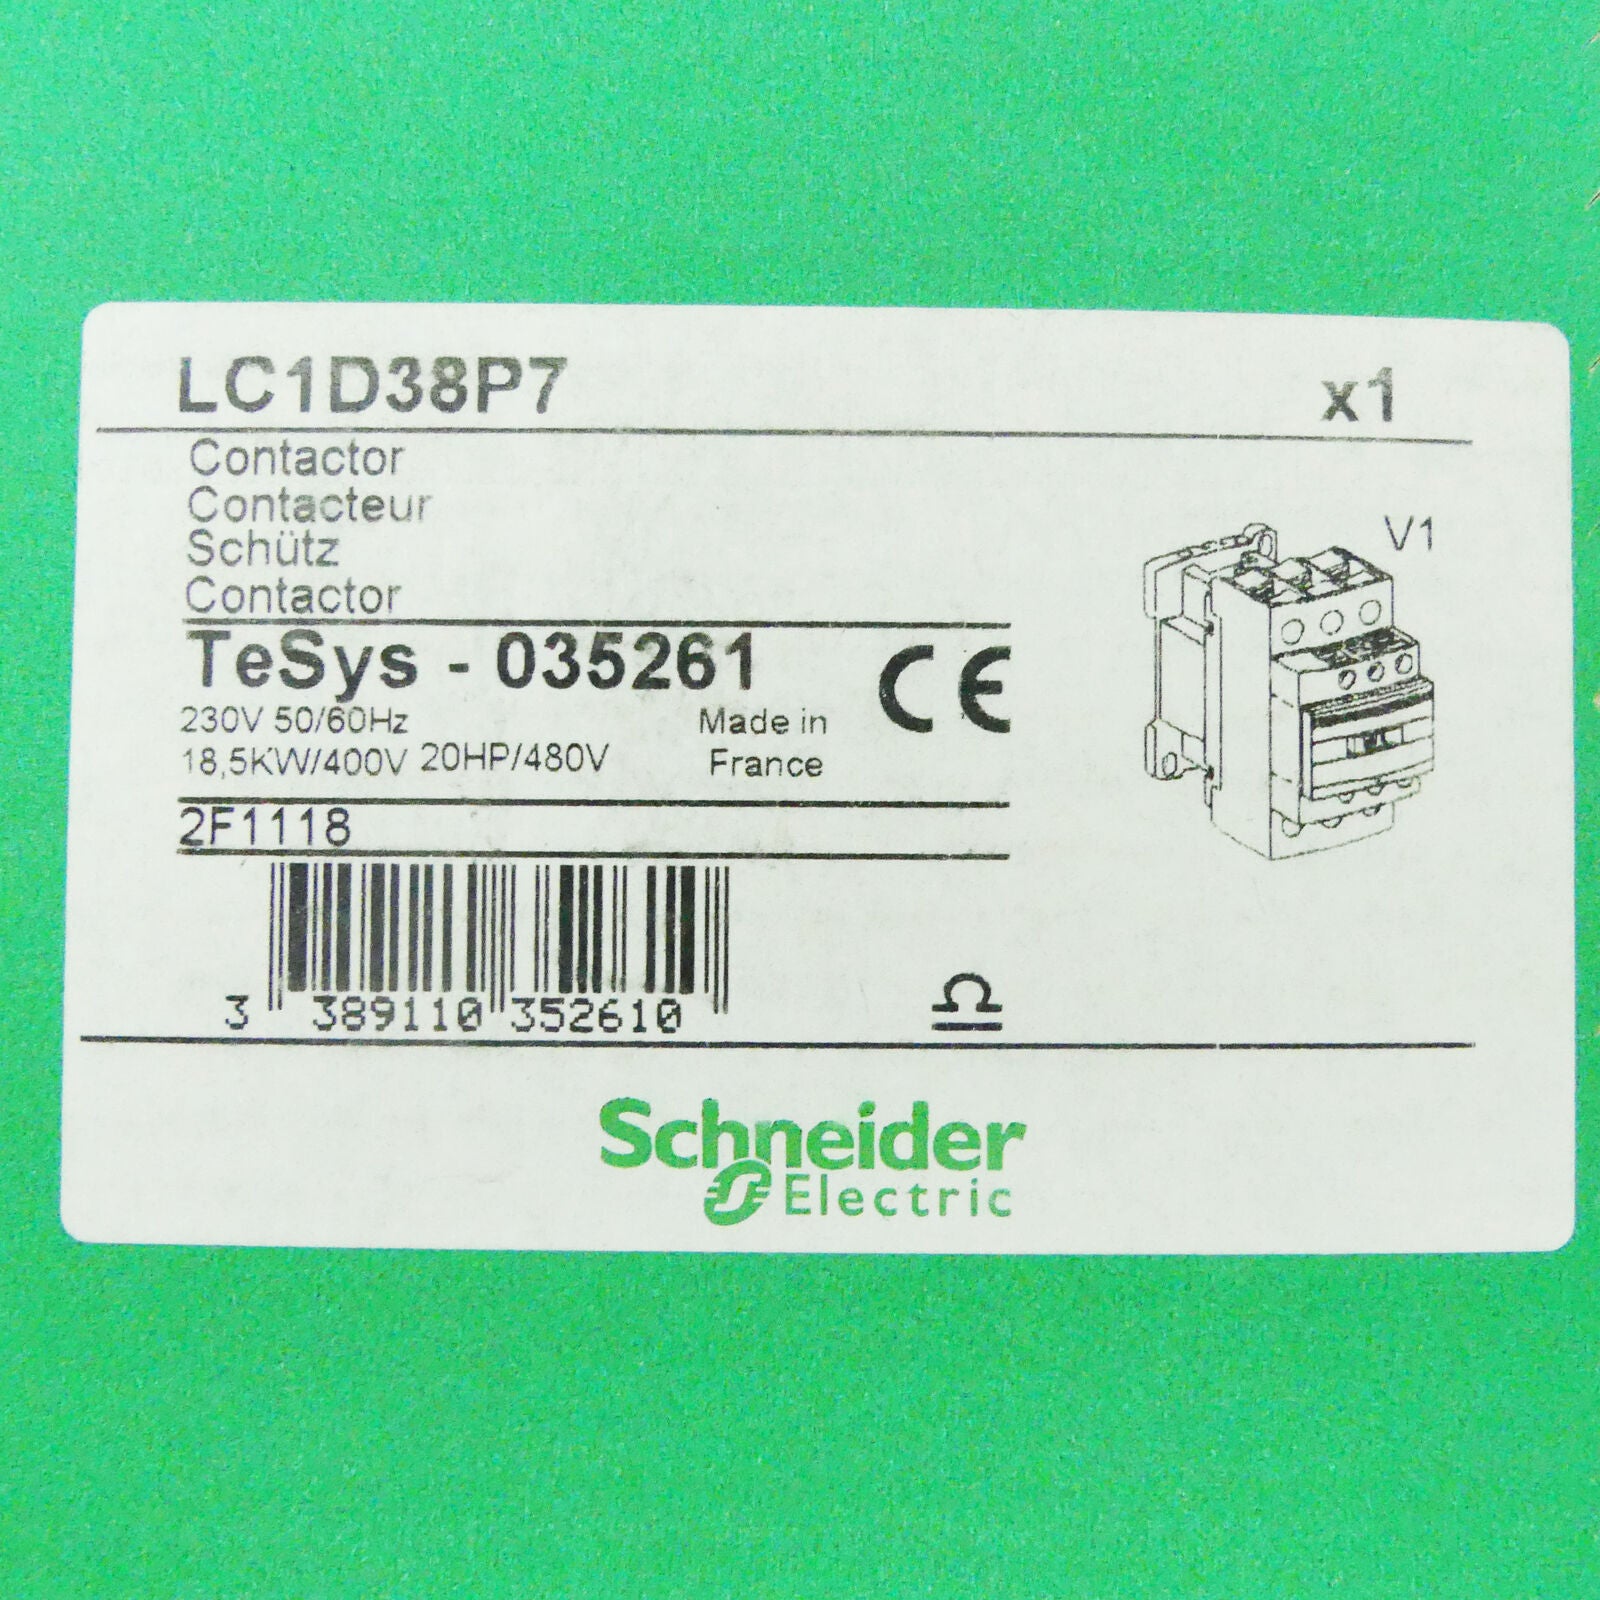 LC1D38P7 x1
Contactor
Contacteur
Schütz
Contactor
V1
TeSys - 035261 CE
230V 50/60Hz Made in
18,5KW/400V 20HP/480V France
2F1118
3 389110 352610
Schneider
Electric